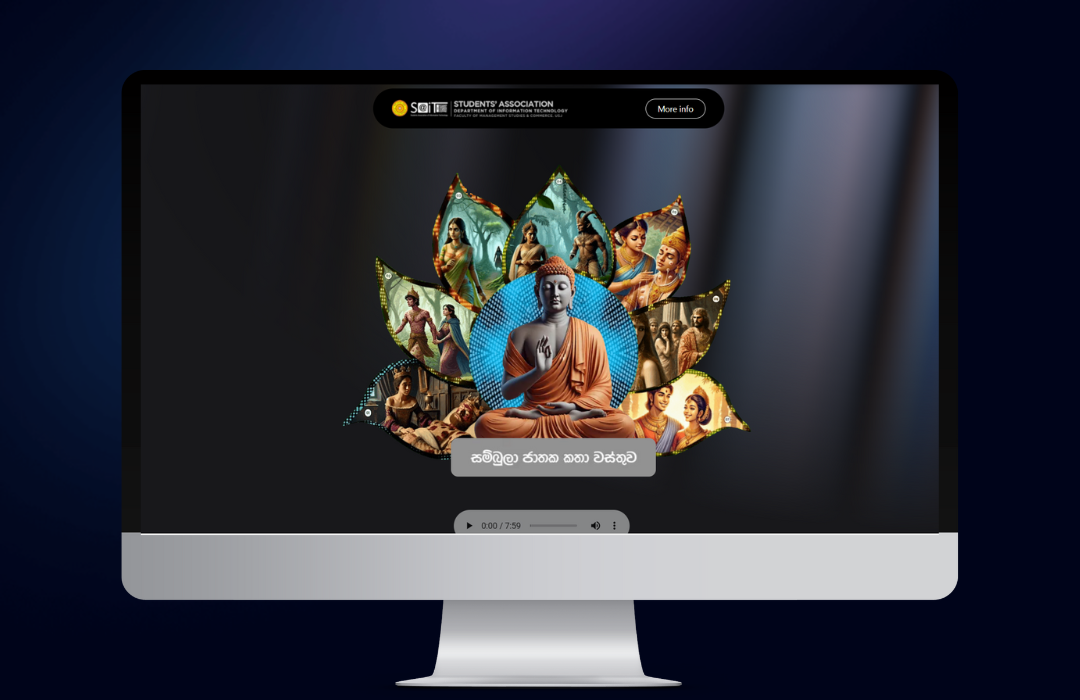 SaiT
STUDENTS' ASSOCIATION
DEPARTMENT OF INFORMATION TECHNOLOGY
FACULTY OF MANAGEMENT STUDIES & COMMERCE, USJ
More info
සම්බුලා ජාතක කතා වස්තුව
0:00 / 7:59